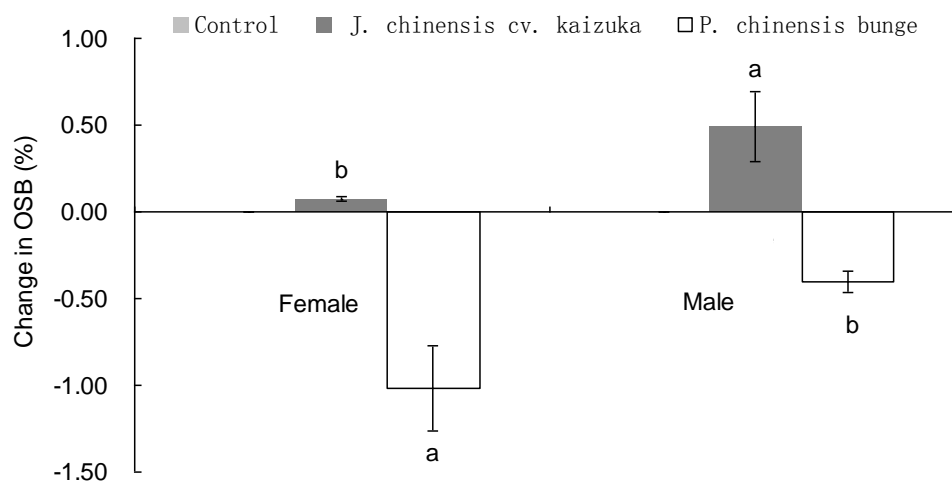 Control J. chinensis cv. kaizuka P. chinensis bunge
1.00
0.50
0.00
-0.50
-1.00
-1.50
Change in OSB (%)
b
a
Female
a
Male
b